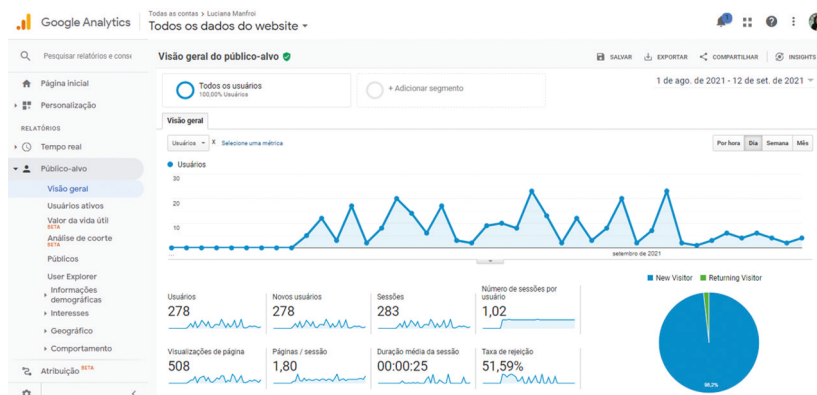 Google Analytics
Todas as contas > Luciana Manfroi
Todos os dados do website
Pesquisar relatórios e conse
Página inicial
Personalização
RELATÓRIOS
Tempo real
Público-alvo
Visão geral
Usuários ativos
Valor da vida útil
BETA
Análise de coorte
BETA
Públicos
User Explorer
Informações
demográficas
Interesses
Geográfico
Comportamento
Atribuição BETA
Visão geral do público-alvo
SALVAR
EXPORTAR
COMPARTILHAR
INSIGHTS
Todos os usuários
100,00% Usuários
+ Adicionar segmento
1 de ago. de 2021 - 12 de set. de 2021
Visão geral
Usuários
X
Selecione uma métrica
Por hora
Dia
Semana
Mês
Usuários
30
20
10
...
setembro de 2021
New Visitor
Returning Visitor
Usuários
278
Novos usuários
278
Sessões
283
Número de sessões por
usuário
1,02
Visualizações de página
508
Páginas / sessão
1,80
Duração média da sessão
00:00:25
Taxa de rejeição
51,59%
98,2%